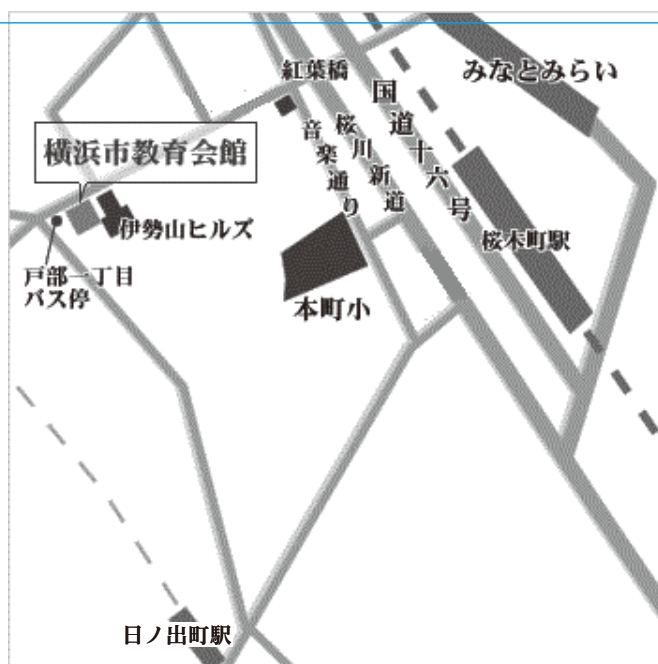 紅葉橋
みなとみらい
国道十六号
桜川新道
音楽通り
横浜市教育会館
伊勢山ヒルズ
桜木町駅
戸部一丁目
バス停
本町小
日ノ出町駅